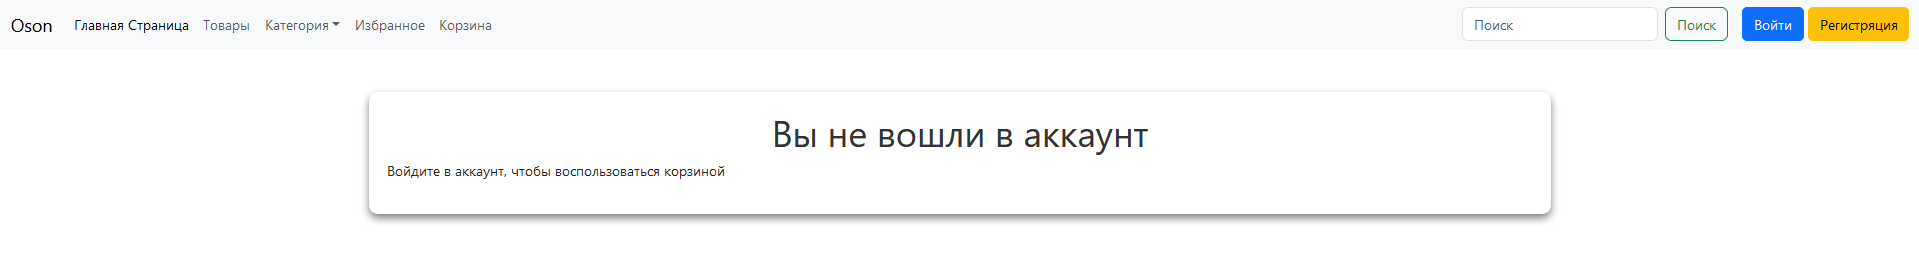 Oson Главная Страница Товары Категория Избранное Корзина Поиск Поиск Войти Регистряция
Вы не вошли в аккаунт
Войдите в аккаунт, чтобы воспользоваться корзиной